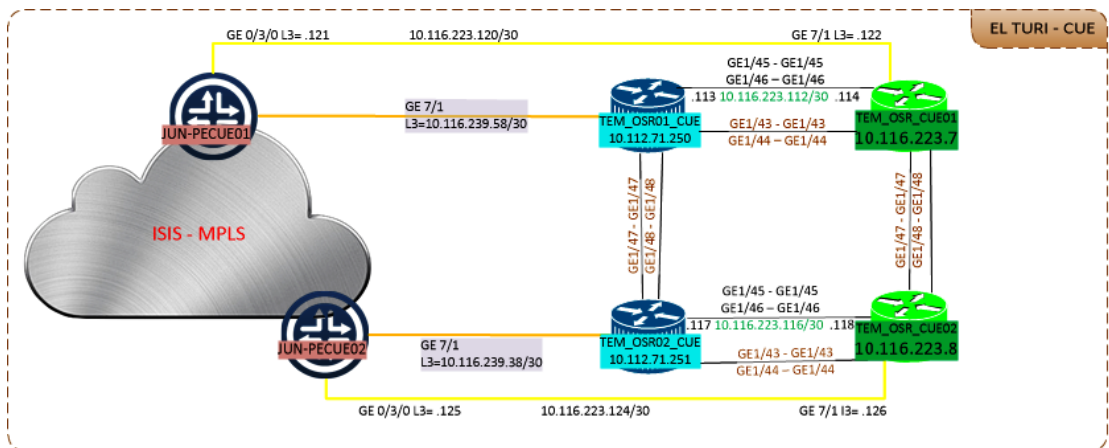 EL TURI - CUE
GE 0/3/0 L3= .121
10.116.223.120/30
GE 7/1 L3= .122
GE1/45 - GE1/45
GE1/46 – GE1/46
.113 10.116.223.112/30 .114
GE 7/1
L3=10.116.239.58/30
JUN-PECUE01
TEM_OSR01_CUE
10.112.71.250
GE1/43 - GE1/43
GE1/44 – GE1/44
TEM_OSR_CUE01
10.116.223.7
ISIS - MPLS
GE1/47 - GE1/47
GE1/48 - GE1/48
GE1/47 - GE1/47
GE1/48 - GE1/48
GE1/45 - GE1/45
GE1/46 – GE1/46
.117 10.116.223.116/30 .118
JUN-PECUE02
GE 7/1
L3=10.116.239.38/30
TEM_OSR02_CUE
10.112.71.251
GE1/43 - GE1/43
GE1/44 – GE1/44
TEM_OSR_CUE02
10.116.223.8
GE 0/3/0 L3= .125
10.116.223.124/30
GE 7/1 l3= .126